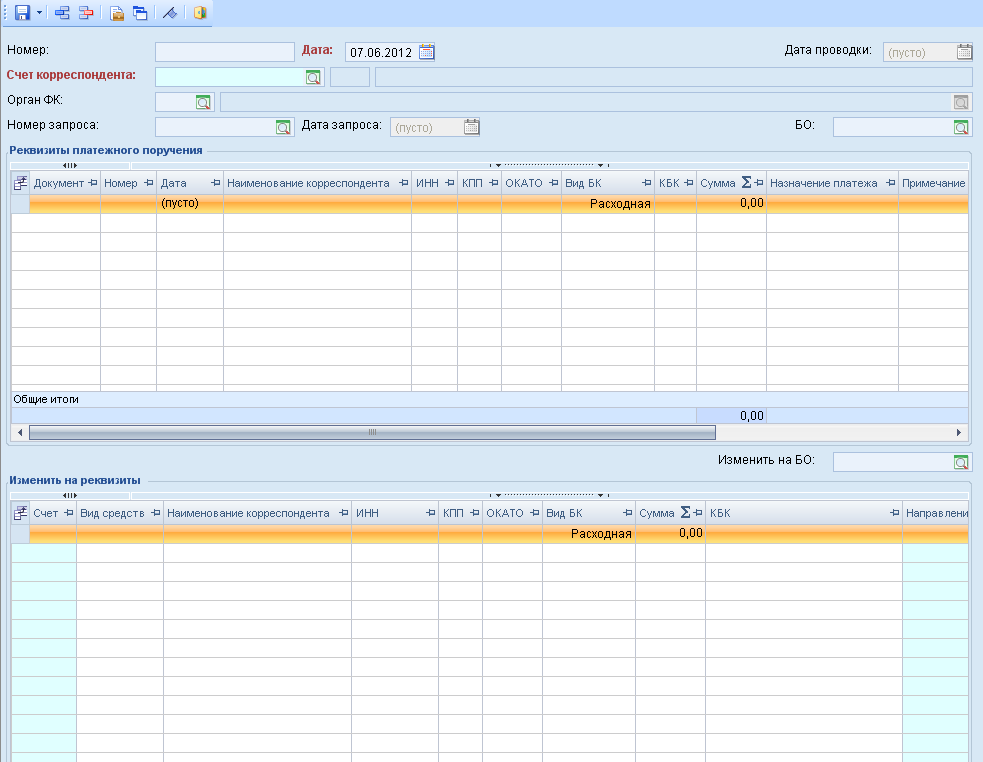 Номер: Дата: 07.06.2012 Дата проводки: (пусто)
Счет корреспондента:
Орган ФК:
Номер запроса: Дата запроса: (пусто) БО:
Реквизиты платежного поручения
Документ Номер Дата Наименование корреспондента ИНН КПП ОКАТО Вид БК КБК Сумма Σ Назначение платежа Примечание
(пусто) Расходная 0,00
Общие итоги
0,00
Изменить на БО:
Изменить на реквизиты
Счет Вид средств Наименование корреспондента ИНН КПП ОКАТО Вид БК Сумма Σ КБК Направлени
Расходная 0,00